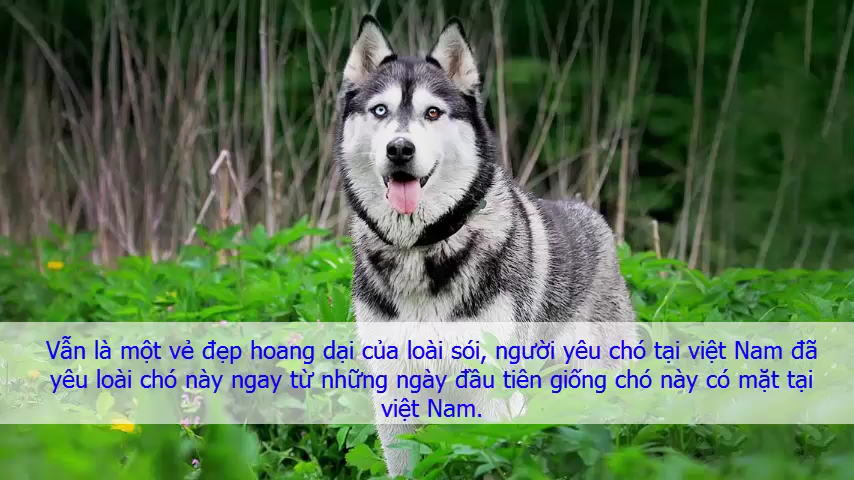 Vẫn là một vẻ đẹp hoang dại của loài sói, người yêu chó tại việt Nam đã
yêu loài chó này ngay từ những ngày đầu tiên giống chó này có mặt tại
việt Nam.